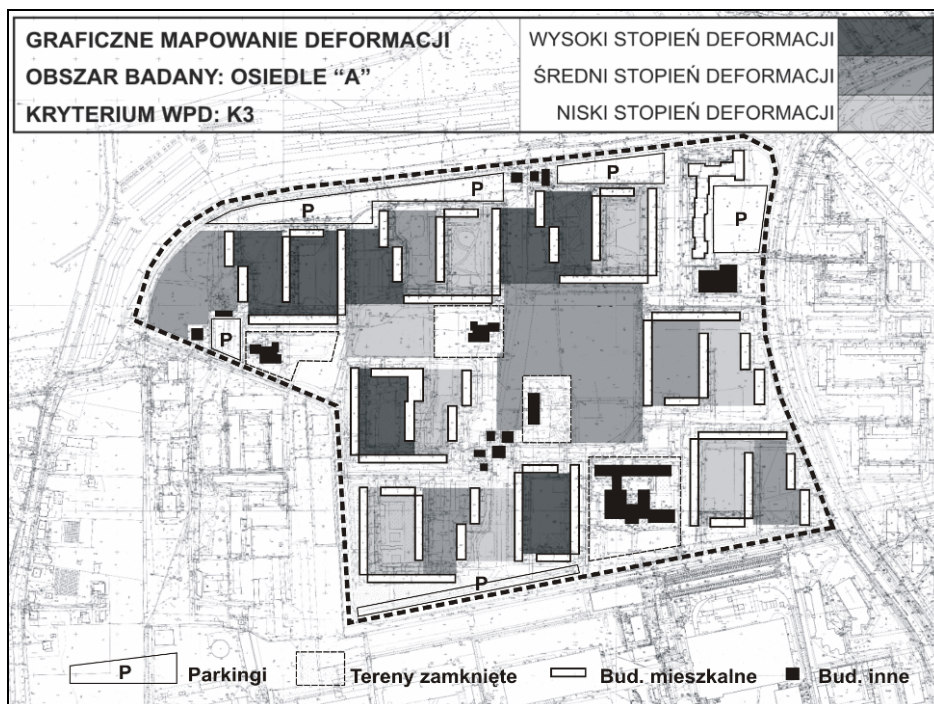 GRAFICZNE MAPOWANIE DEFORMACJI
OBSZAR BADANY: OSIEDLE “A”
KRYTERIUM WPD: K3
WYSOKI STOPIEŃ DEFORMACJI
ŚREDNI STOPIEŃ DEFORMACJI
NISKI STOPIEŃ DEFORMACJI
P
P
P
P
P
P Parkingi Tereny zamknięte Bud. mieszkalne Bud. inne